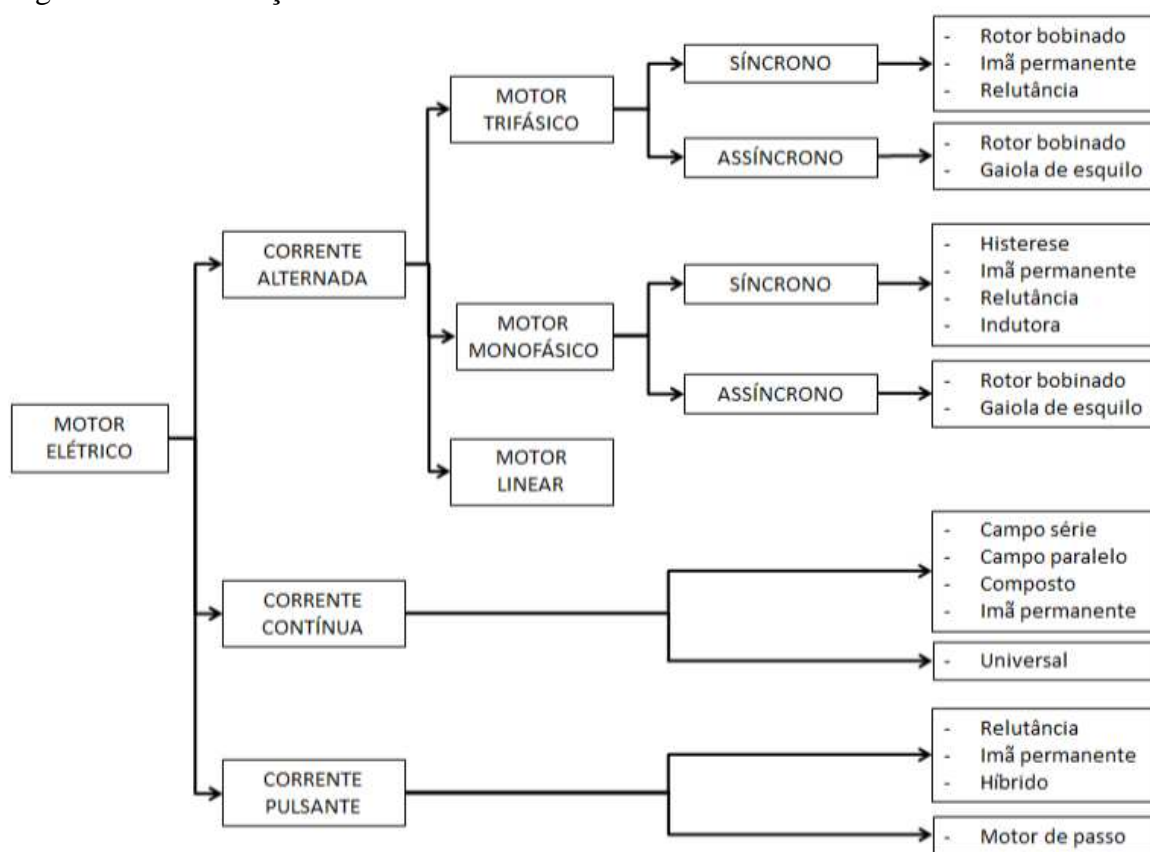 MOTOR
ELÉTRICO
CORRENTE
ALTERNADA
MOTOR
TRIFÁSICO
SÍNCRONO
- Rotor bobinado
- Imã permanente
- Relutância
ASSÍNCRONO
- Rotor bobinado
- Gaiola de esquilo
MOTOR
MONOFÁSICO
SÍNCRONO
- Histerese
- Imã permanente
- Relutância
- Indutora
ASSÍNCRONO
- Rotor bobinado
- Gaiola de esquilo
MOTOR
LINEAR
CORRENTE
CONTÍNUA
- Campo série
- Campo paralelo
- Composto
- Imã permanente
- Universal
CORRENTE
PULSANTE
- Relutância
- Imã permanente
- Híbrido
- Motor de passo